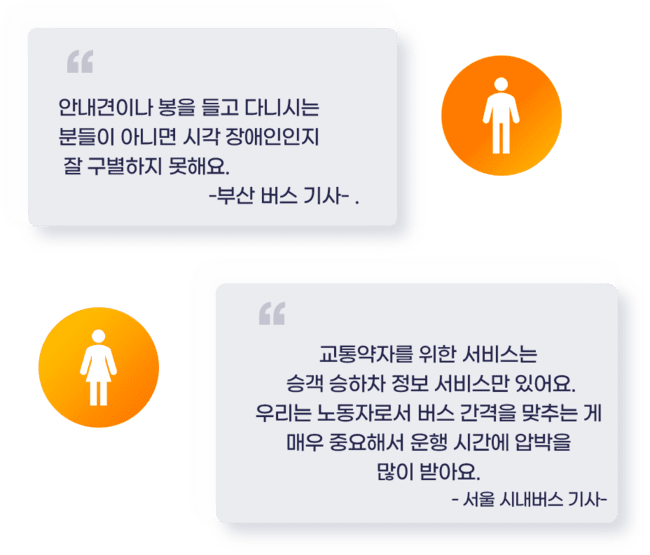 “
안내견이나 봉을 들고 다니시는
분들이 아니면 시각 장애인인지
잘 구별하지 못해요.
-부산 버스 기사- .
“
교통약자를 위한 서비스는
승객 승하차 정보 서비스만 있어요.
우리는 노동자로서 버스 간격을 맞추는 게
매우 중요해서 운행 시간에 압박을
많이 받아요.
- 서울 시내버스 기사-